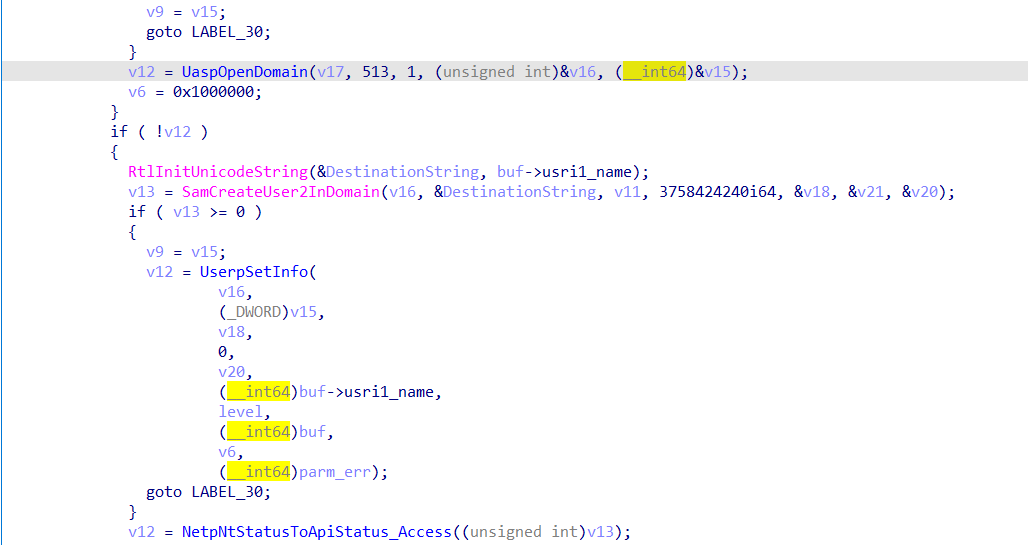 v9 = v15;
goto LABEL_30;
}
v12 = UaspOpenDomain(v17, 513, 1, (unsigned int)&v16, (__int64)&v15);
v6 = 0x1000000;
}
if ( !v12 )
{
RtlInitUnicodeString(&DestinationString, buf->usri1_name);
v13 = SamCreateUser2InDomain(v16, &DestinationString, v11, 3758424240i64, &v18, &v21, &v20);
if ( v13 >= 0 )
{
v9 = v15;
v12 = UserpSetInfo(
v16,
(_DWORD)v15,
v18,
0,
v20,
(__int64)buf->usri1_name,
level,
(__int64)buf,
v6,
(__int64)parm_err);
goto LABEL_30;
}
v12 = NetpNtStatusToApiStatus_Access((unsigned int)v13);